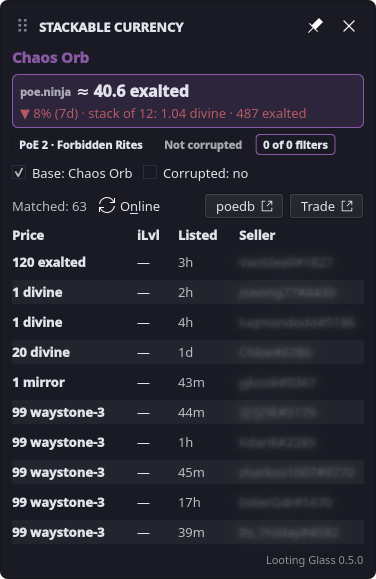 STACKABLE CURRENCY
Chaos Orb
poe.ninja ≈ 40.6 exalted
▼ 8% (7d) · stack of 12: 1.04 divine · 487 exalted
PoE 2 · Forbidden Rites Not corrupted 0 of 0 filters
Base: Chaos Orb Corrupted: no
Matched: 63 Online poedb Trade
Price iLvl Listed Seller
120 exalted — 3h
1 divine — 2h
1 divine — 4h
20 divine — 1d
1 mirror — 43m
99 waystone-3 — 44m
99 waystone-3 — 1h
99 waystone-3 — 45m
99 waystone-3 — 17h
99 waystone-3 — 39m
Looting Glass 0.5.0